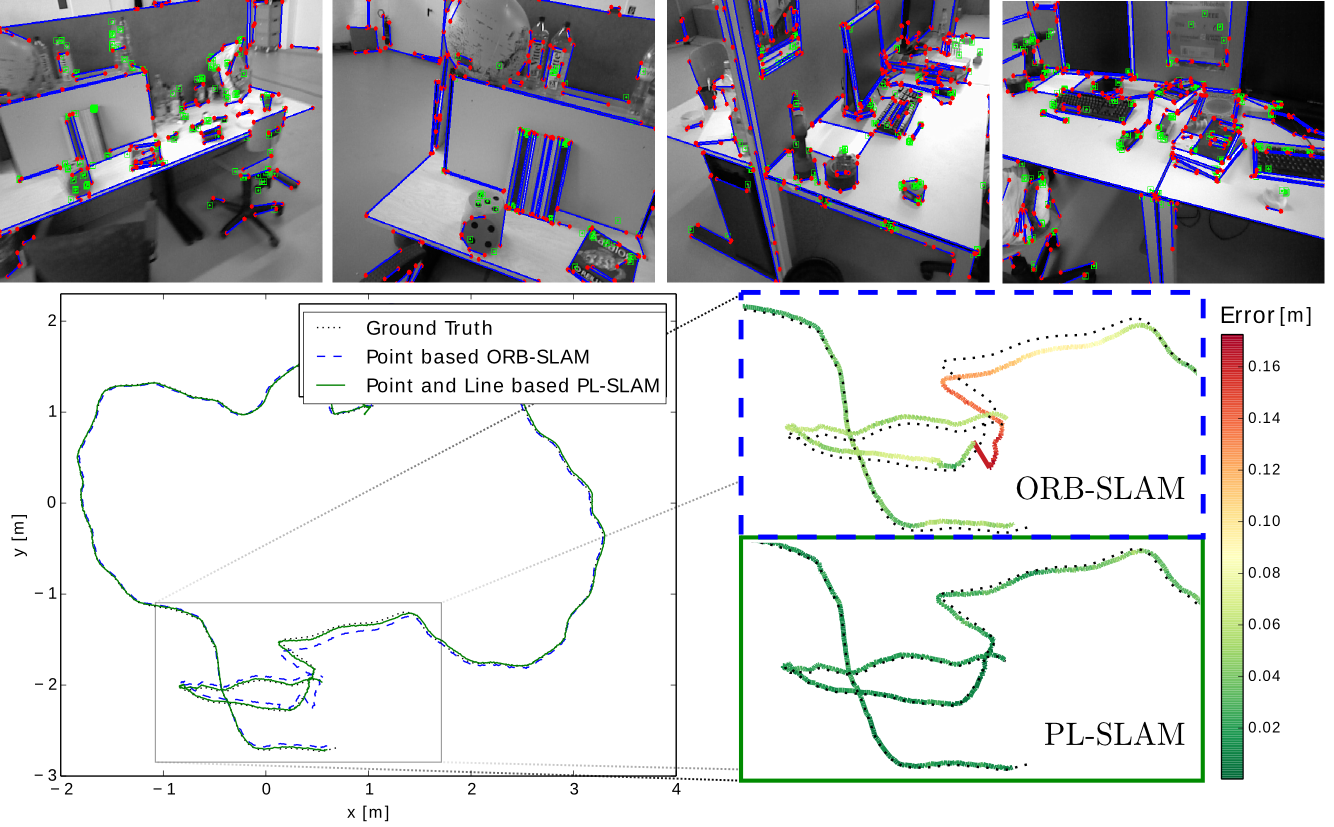 Ground Truth
Point based ORB-SLAM
Point and Line based PL-SLAM
2
1
0
−1
−2
−3
−2
−1
0
1
2
3
4
y [m]
x [m]
ORB-SLAM
PL-SLAM
Error [m]
0.16
0.14
0.12
0.10
0.08
0.06
0.04
0.02